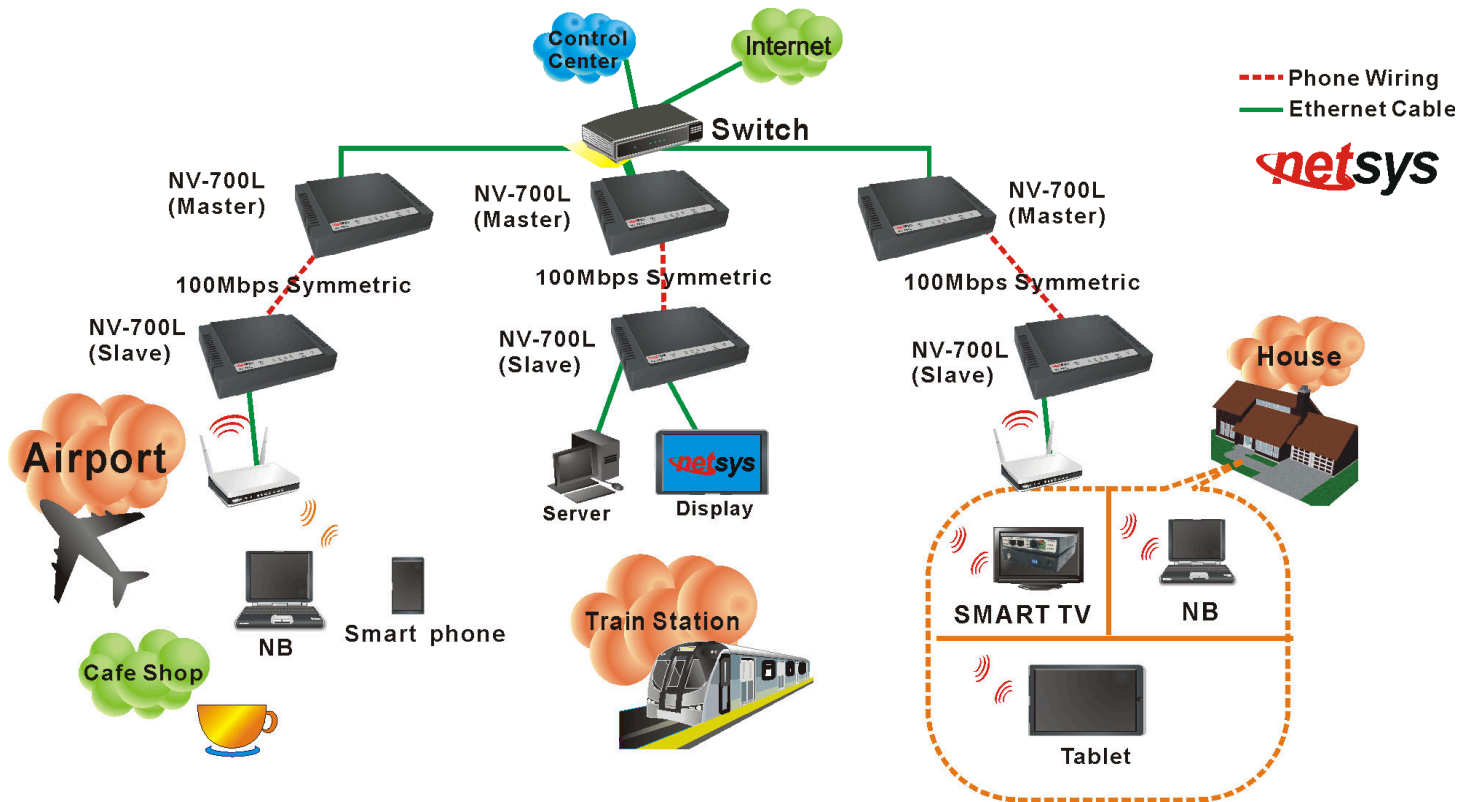 Control
Center
Internet
Phone Wiring
Ethernet Cable
netsys
Switch
NV-700L
(Master)
NV-700L
(Master)
NV-700L
(Master)
100Mbps Symmetric
100Mbps Symmetric
100Mbps Symmetric
NV-700L
(Slave)
NV-700L
(Slave)
NV-700L
(Slave)
House
Airport
netsys
Server
Display
SMART TV
NB
NB
Smart phone
Train Station
Cafe Shop
Tablet